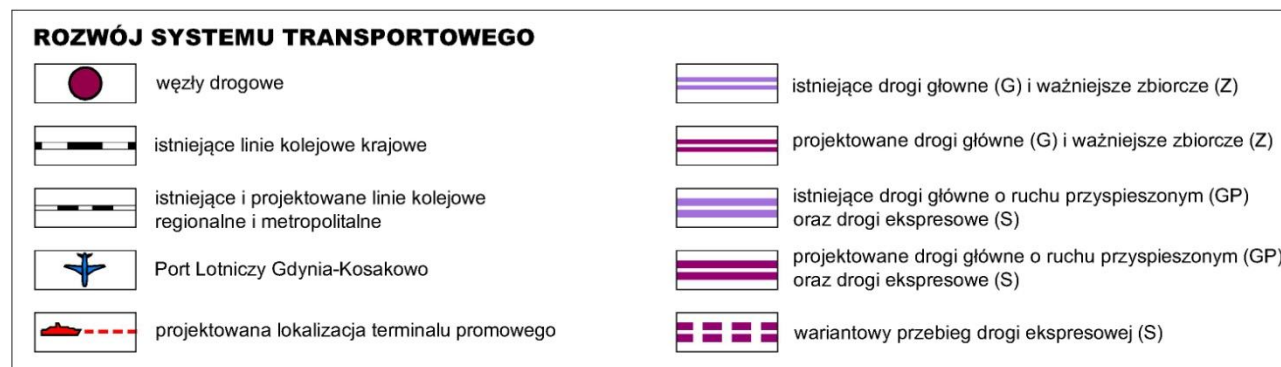 ROZWÓJ SYSTEMU TRANSPORTOWEGO
węzły drogowe
istniejące linie kolejowe krajowe
istniejące i projektowane linie kolejowe
regionalne i metropolitalne
Port Lotniczy Gdynia-Kosakowo
projektowana lokalizacja terminalu promowego
istniejące drogi głowne (G) i ważniejsze zbiorcze (Z)
projektowane drogi główne (G) i ważniejsze zbiorcze (Z)
istniejące drogi główne o ruchu przyspieszonym (GP)
oraz drogi ekspresowe (S)
projektowane drogi główne o ruchu przyspieszonym (GP)
oraz drogi ekspresowe (S)
wariantowy przebieg drogi ekspresowej (S)